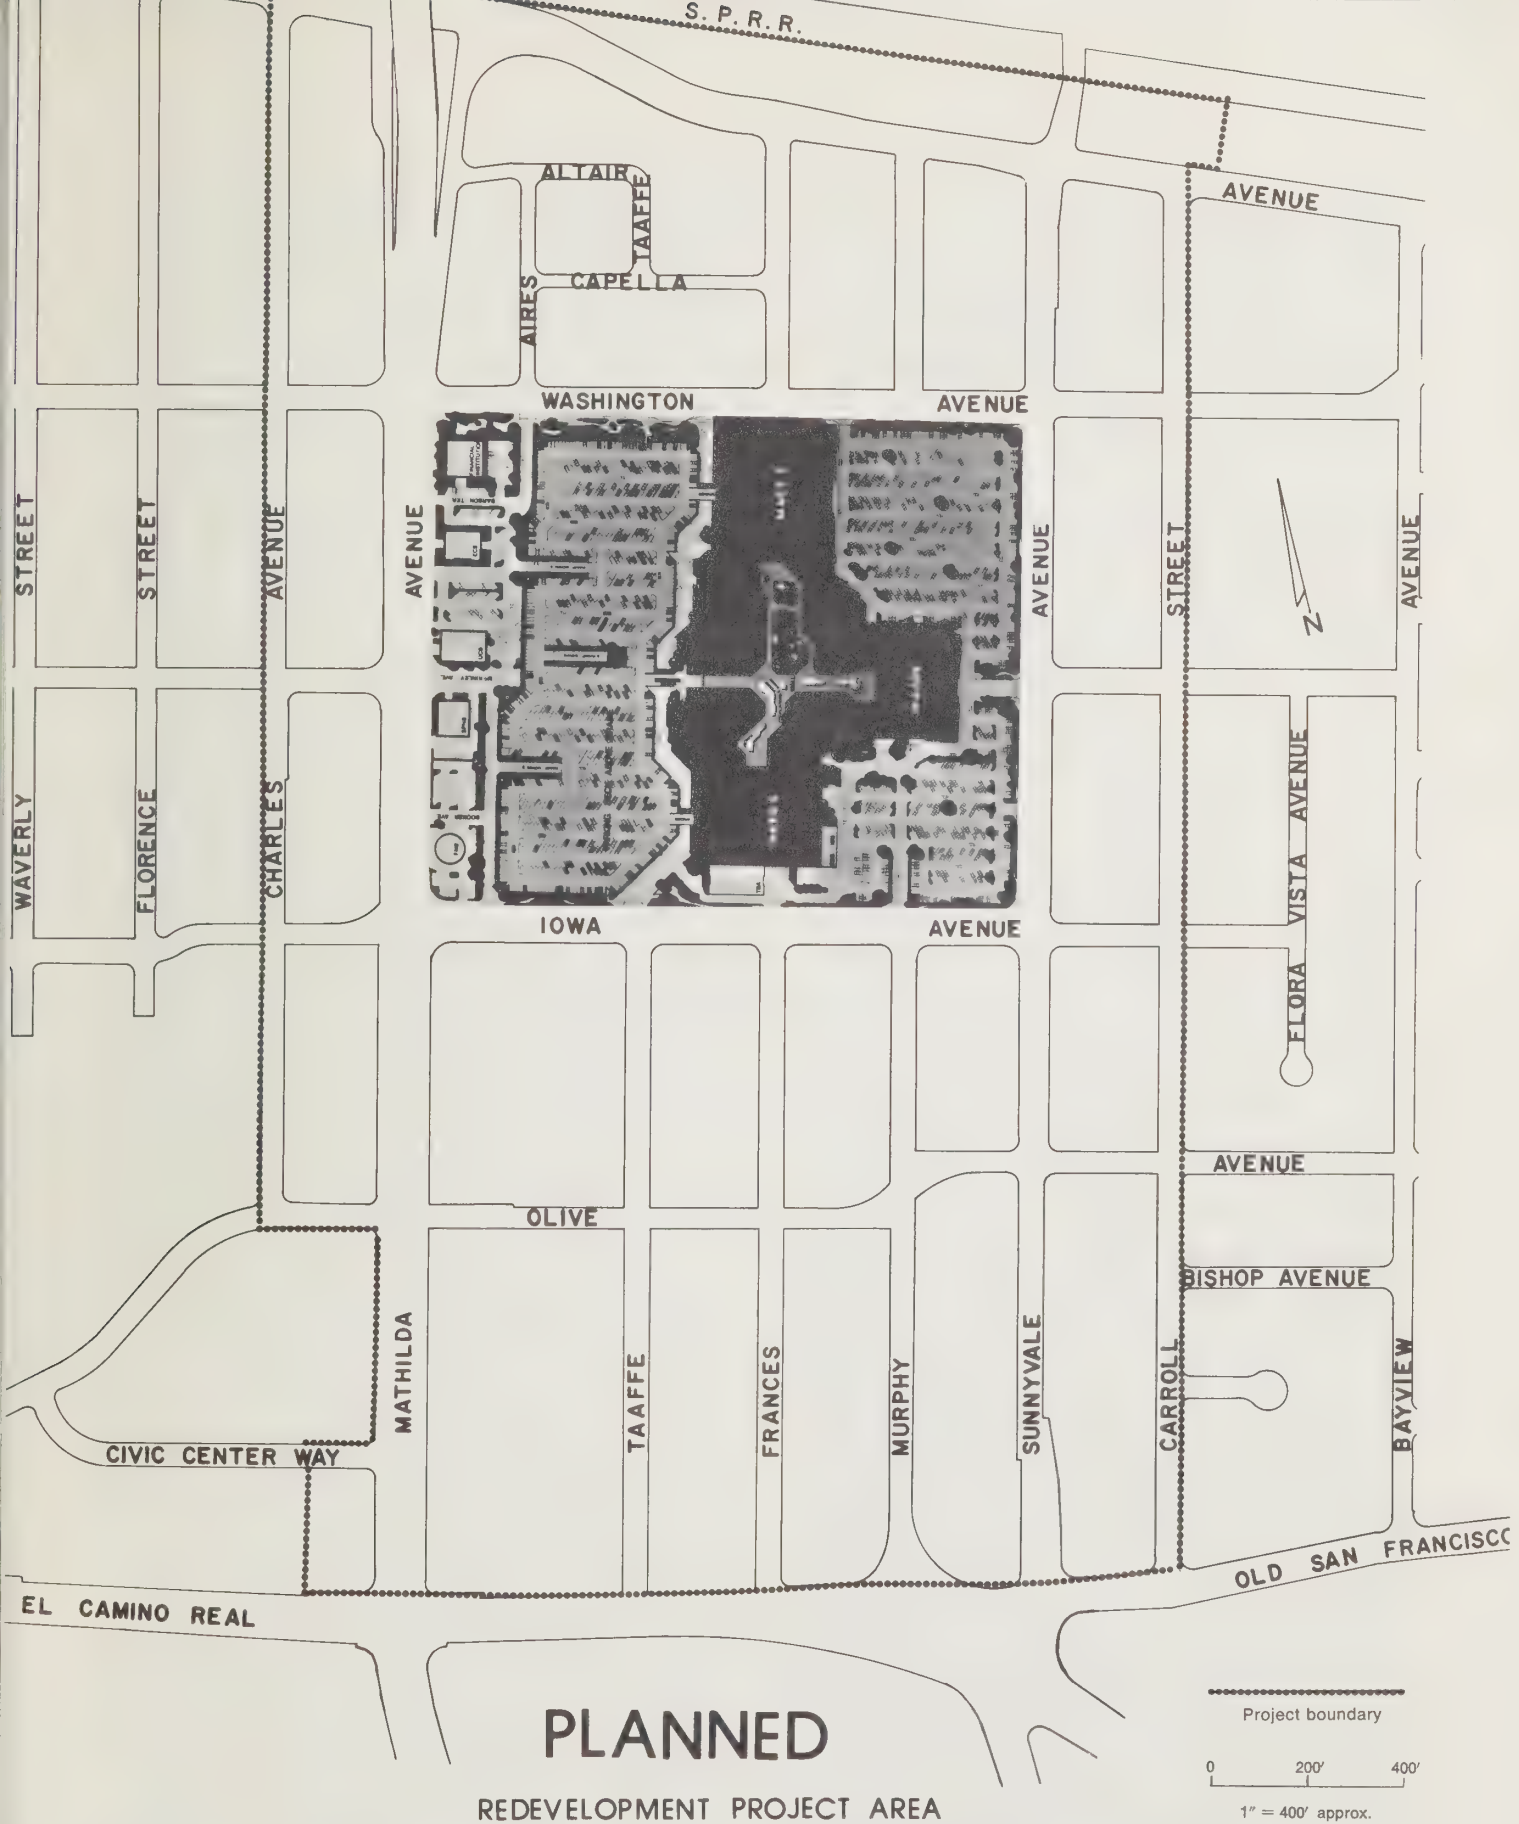 S. P. R. R.
ALTAIR
TAAFFE
AVENUE
CAPELLA
AIRES
WASHINGTON AVENUE
FINANCIAL
STREET
STREET
AVENUE
AVENUE
AVENUE
STREET
AVENUE
N
UCB
WAVERLY
FLORENCE
CHARLES
FLORA VISTA AVENUE
IOWA AVENUE
AVENUE
OLIVE
BISHOP AVENUE
MATHILDA
TAAFFE
FRANCES
MURPHY
SUNNYVALE
CARROLL
BAYVIEW
CIVIC CENTER WAY
OLD SAN FRANCISCO
EL CAMINO REAL
PLANNED
REDEVELOPMENT PROJECT AREA
Project boundary
0 200' 400'
1" = 400' approx.